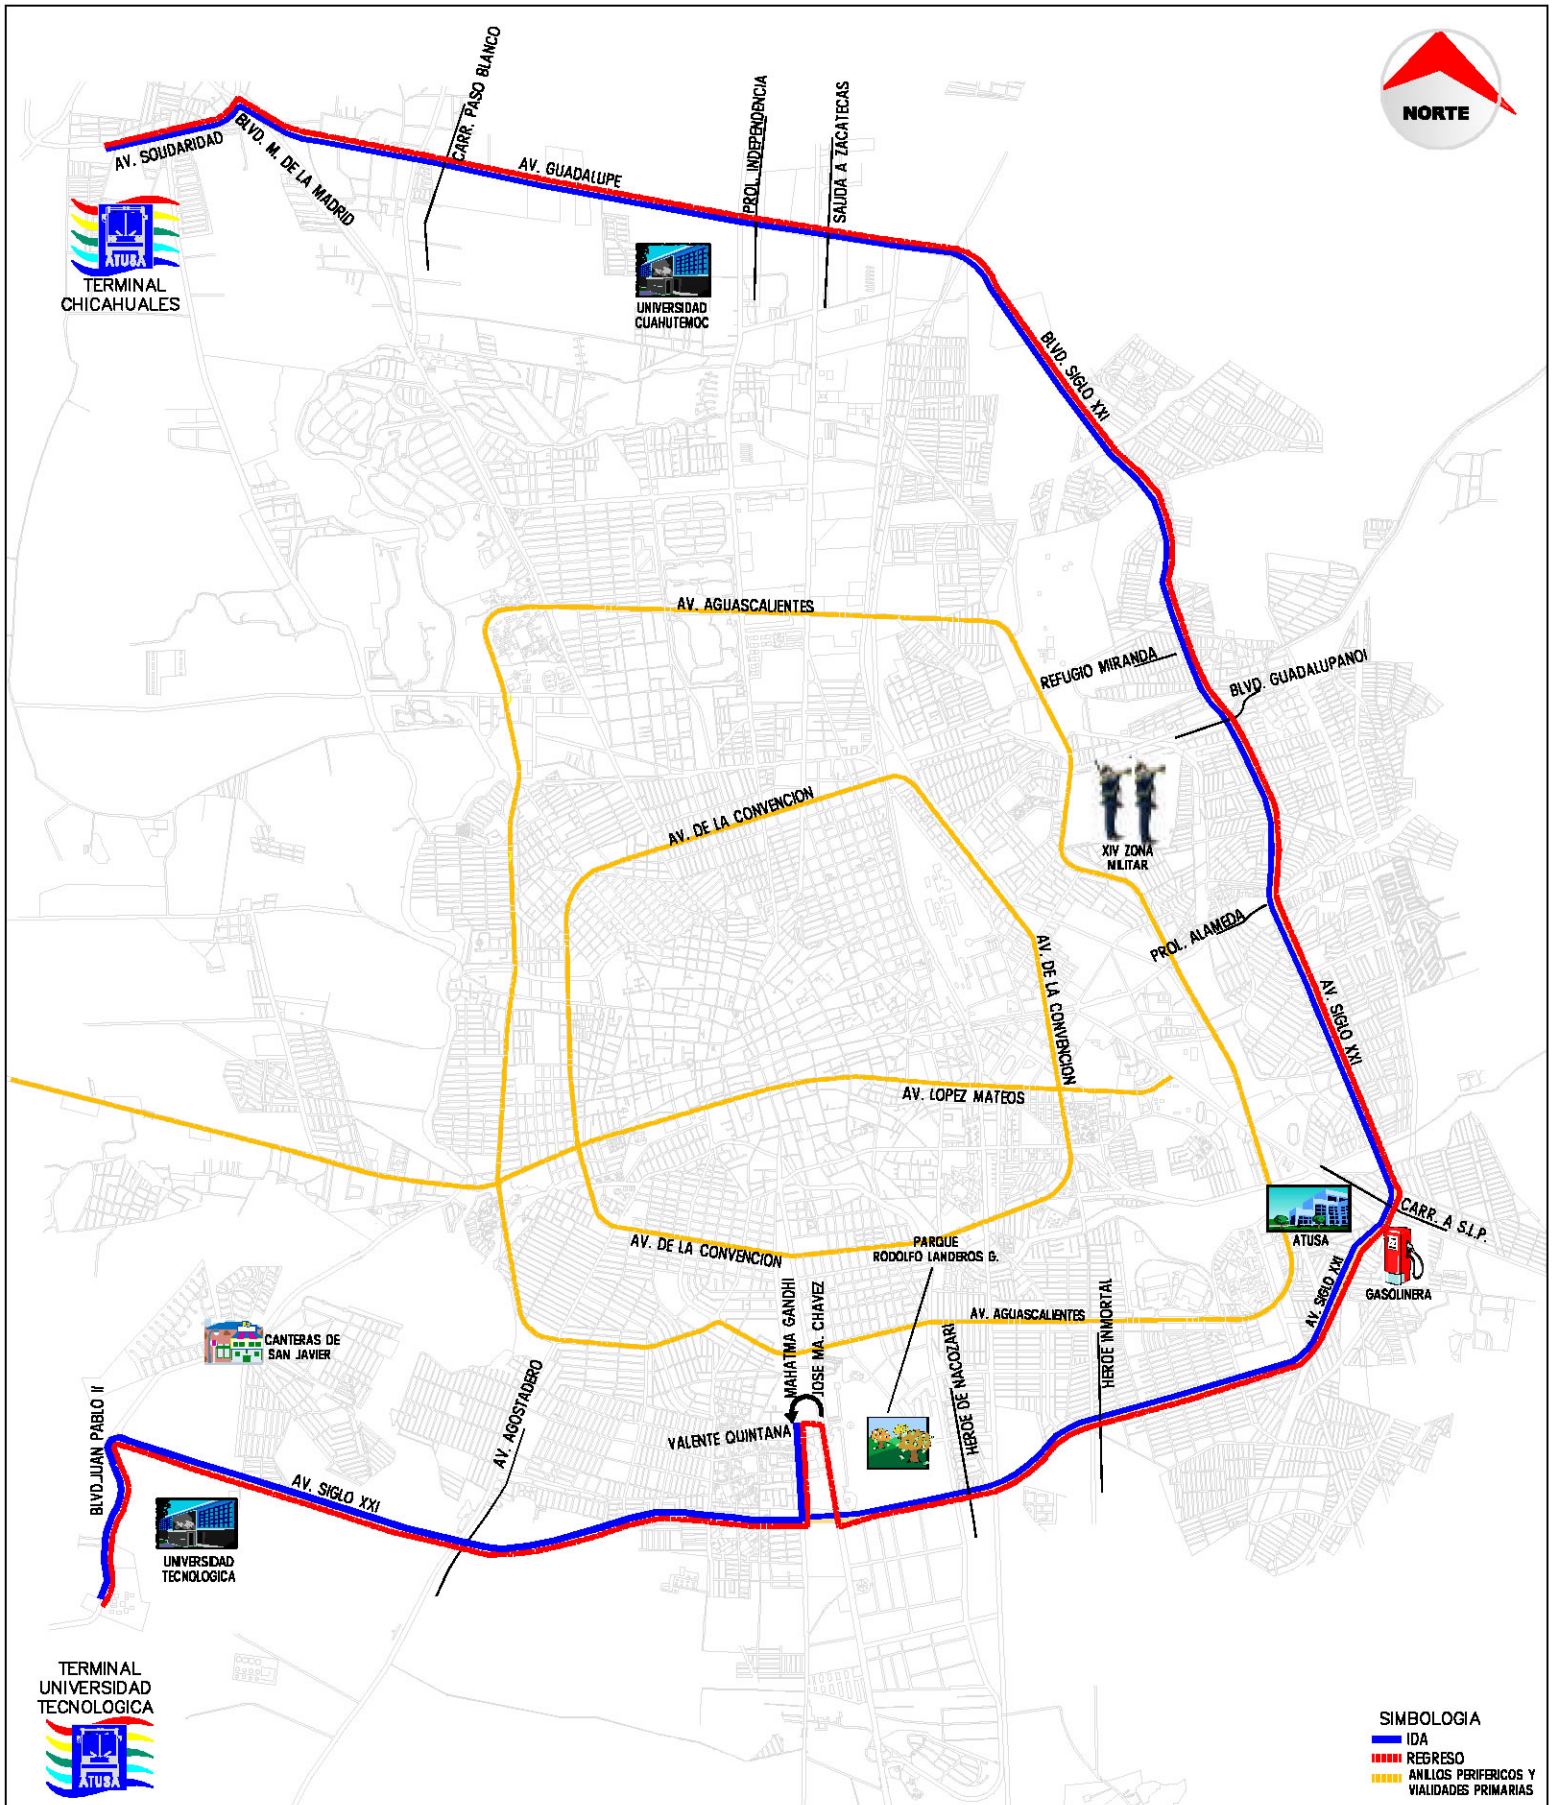 NORTE
CARR. PASO BLANCO
PROL. INDEPENDENCIA
SALIDA A ZACATECAS
AV. SOLIDARIDAD
BLVD. M. DE LA MADRID
AV. GUADALUPE
ATUSA
TERMINAL
CHICAHUALES
UNIVERSIDAD
CUAHUTEMOC
BLVD. SIGLO XXI
AV. AGUASCALIENTES
REFUGIO MIRANDA
BLVD. GUADALUPANOI
AV. DE LA CONVENCION
XIV ZONA
MILITAR
PROL. ALAMEDA
AV. DE LA CONVENCION
AV. SIGLO XXI
AV. LOPEZ MATEOS
CARR. A S.L.P.
ATUSA
AV. DE LA CONVENCION
PARQUE
RODOLFO LANDEROS G.
GASOLINERA
AV. SIGLO XXI
MAHATMA GANDHI
JOSE MA. CHAVEZ
AV. AGUASCALIENTES
HEROE INMORTAL
HEROE DE NACOZARI
CANTERAS DE
SAN JAVIER
AV. AGOSTADERO
BLVD.JUAN PABLO II
VALENTE QUINTANA
AV. SIGLO XXI
UNIVERSIDAD
TECNOLOGICA
TERMINAL
UNIVERSIDAD
TECNOLOGICA
ATUSA
SIMBOLOGIA
IDA
REGRESO
ANILLOS PERIFERICOS Y
VIALIDADES PRIMARIAS